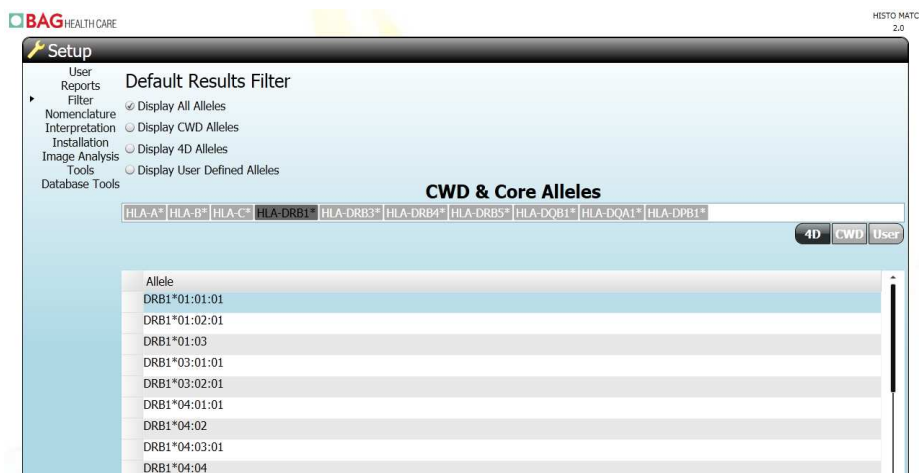 BAG HEALTH CARE
HISTO MATC
2.0
Setup
User
Reports
Filter
Nomenclature
Interpretation
Installation
Image Analysis
Tools
Database Tools
Default Results Filter
Display All Alleles
Display CWD Alleles
Display 4D Alleles
Display User Defined Alleles
CWD & Core Alleles
HLA-A* HLA-B* HLA-C* HLA-DRB1* HLA-DRB3* HLA-DRB4* HLA-DRB5* HLA-DQB1* HLA-DQA1* HLA-DPB1*
4D CWD User
Allele
DRB1*01:01:01
DRB1*01:02:01
DRB1*01:03
DRB1*03:01:01
DRB1*03:02:01
DRB1*04:01:01
DRB1*04:02
DRB1*04:03:01
DRB1*04:04